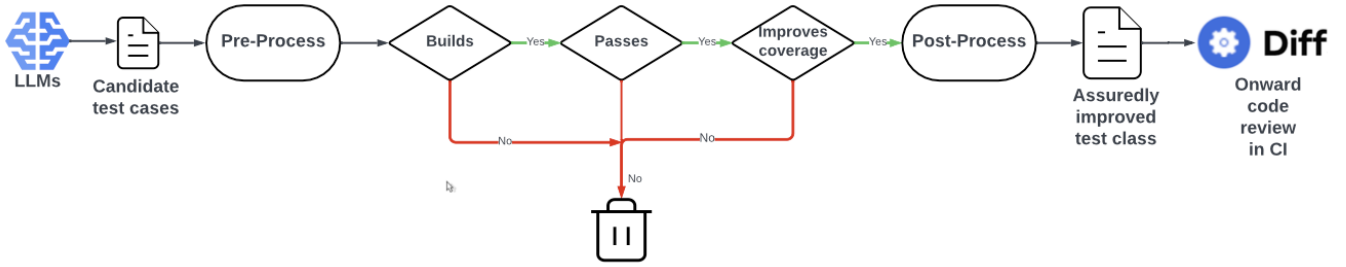 LLMs
Candidate
test cases
Pre-Process
Builds
Yes
Passes
Yes
Improves
coverage
Yes
Post-Process
Assuredly
improved
test class
Diff
Onward
code
review
in CI
No
No
No